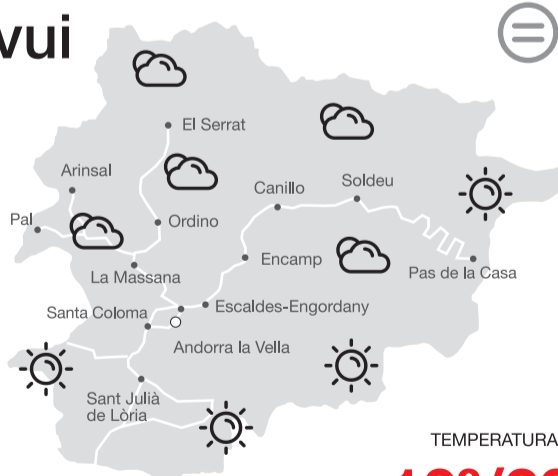 vui
El Serrat
Arinsal
Canillo
Soldeu
Pal
Ordino
Encamp
La Massana
Pas de la Casa
Santa Coloma
Escaldes-Engordany
Andorra la Vella
Sant Julià
de Lòria
TEMPERATURA